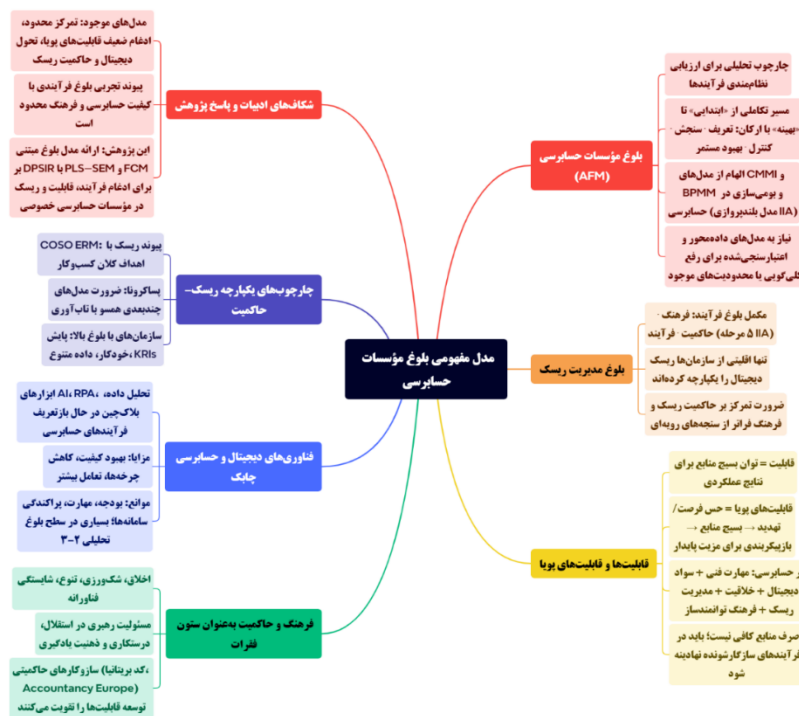 مدل مفهومی بلوغ مؤسسات
حسابرسی
بلوغ مؤسسات حسابرسی
(AFM)
چارچوب تحلیلی برای ارزیابی
نظام‌مندی فرآیندها
مسیر تکاملی از «ابتدایی» تا
«بهینه» با ارکان: تعریف · سنجش ·
کنترل · بهبود مستمر
و CMMI الهام از مدل‌های
و بومی‌سازی در BPMM
(IIA مدل بلندپروازی) حسابرسی
نیاز به مدل‌های داده‌محور و
اعتبارسنجی‌شده برای رفع
کلی‌گویی یا محدودیت‌های موجود
بلوغ مدیریت ریسک
مکمل بلوغ فرآیند: فرهنگ ·
(IIA ۵ مرحله) حاکمیت · فرآیند
تنها اقلیتی از سازمان‌ها ریسک
دیجیتال را یکپارچه کرده‌اند
ضرورت تمرکز بر حاکمیت ریسک و
فرهنگ فراتر از سنجه‌های رویه‌ای
قابلیت‌ها و قابلیت‌های پویا
قابلیت = توان بسیج منابع برای
نتایج عملکردی
قابلیت‌های پویا = حس فرصت/
تهدید → بسیج منابع →
بازپیکربندی برای مزیت پایدار
در حسابرسی: مهارت فنی + سواد
دیجیتال + خلاقیت + مدیریت
ریسک + فرهنگ توانمندساز
صرف منابع کافی نیست؛ باید در
فرآیندهای سازگارشونده نهادینه
شود
شکاف‌های ادبیات و پاسخ پژوهش
مدل‌های موجود: تمرکز محدود،
ادغام ضعیف قابلیت‌های پویا، تحول
دیجیتال و حاکمیت ریسک
پیوند تجربی بلوغ فرآیندی با
کیفیت حسابرسی و فرهنگ محدود
است
این پژوهش: ارائه مدل بلوغ مبتنی
بر DPSIR با PLS–SEM و FCM
برای ادغام فرآیند، قابلیت و ریسک
در مؤسسات حسابرسی خصوصی
چارچوب‌های یکپارچه ریسک–
حاکمیت
پیوند ریسک با :COSO ERM
اهداف کلان کسب‌وکار
پساکرونا: ضرورت مدل‌های
چندبعدی همسو با تاب‌آوری
سازمان‌های با بلوغ بالا: پایش
خودکار، داده متنوع ،KRIs
فناوری‌های دیجیتال و حسابرسی
چابک
تحلیل داده، ،AI، RPA ابزارهای
بلاک‌چین در حال بازتعریف
فرآیندهای حسابرسی
مزایا: بهبود کیفیت، کاهش
چرخه‌ها، تعامل بیشتر
موانع: بودجه، مهارت، پراکندگی
سامانه‌ها؛ بسیاری در سطح بلوغ
تحلیلی ۲–۳
فرهنگ و حاکمیت به‌عنوان ستون
فقرات
اخلاق، شک‌ورزی، تنوع، شایستگی
فناورانه
مسئولیت رهبری در استقلال،
درستکاری و ذهنیت یادگیری
کد بریتانیا) سازوکارهای حاکمیتی،
(Accountancy Europe
توسعه قابلیت‌ها را تقویت می‌کنند